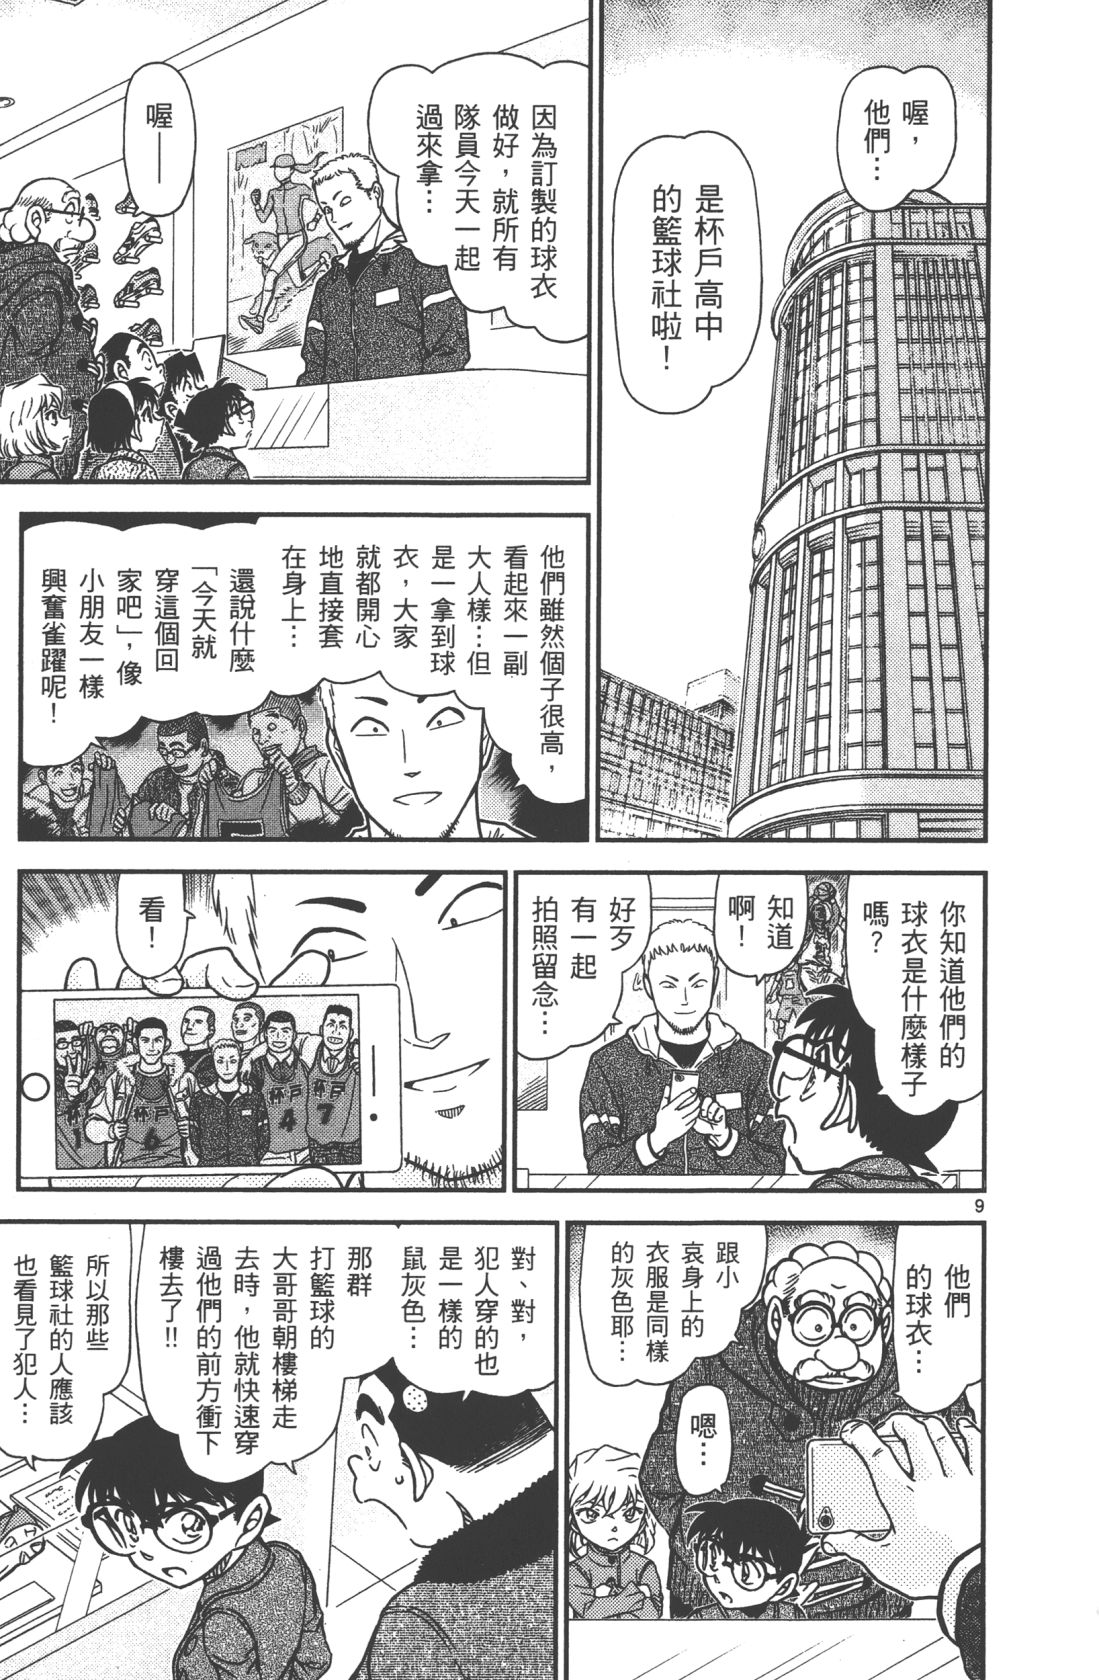 喔，
他們…
是杯戶高中
的籃球社啦！
因為訂製的球衣
做好，就所有
隊員今天一起
過來拿…
喔—
他們雖然個子很高，
看起來一副
大人樣…但
是一拿到球
衣，大家
就都開心
地直接套
在身上…
還說什麼
「今天就
穿這個回
家吧」，像
小朋友一樣
興奮雀躍呢！
你知道他們的
球衣是什麼樣子
嗎？
知道
啊！
好歹
有一起
拍照留念…
看！
杯戶
1
杯戶
6
杯戶
4
杯戶
7
9
他們
的球衣…
跟小
哀身上的
衣服是同樣
的灰色耶…
嗯…
對、對，
犯人穿的也
是一樣的
鼠灰色…
那群
打籃球的
大哥哥朝樓梯走
去時，他就快速穿
過他們的前方衝下
樓去了!!
所以那些
籃球社的人應該
也看見了犯人…